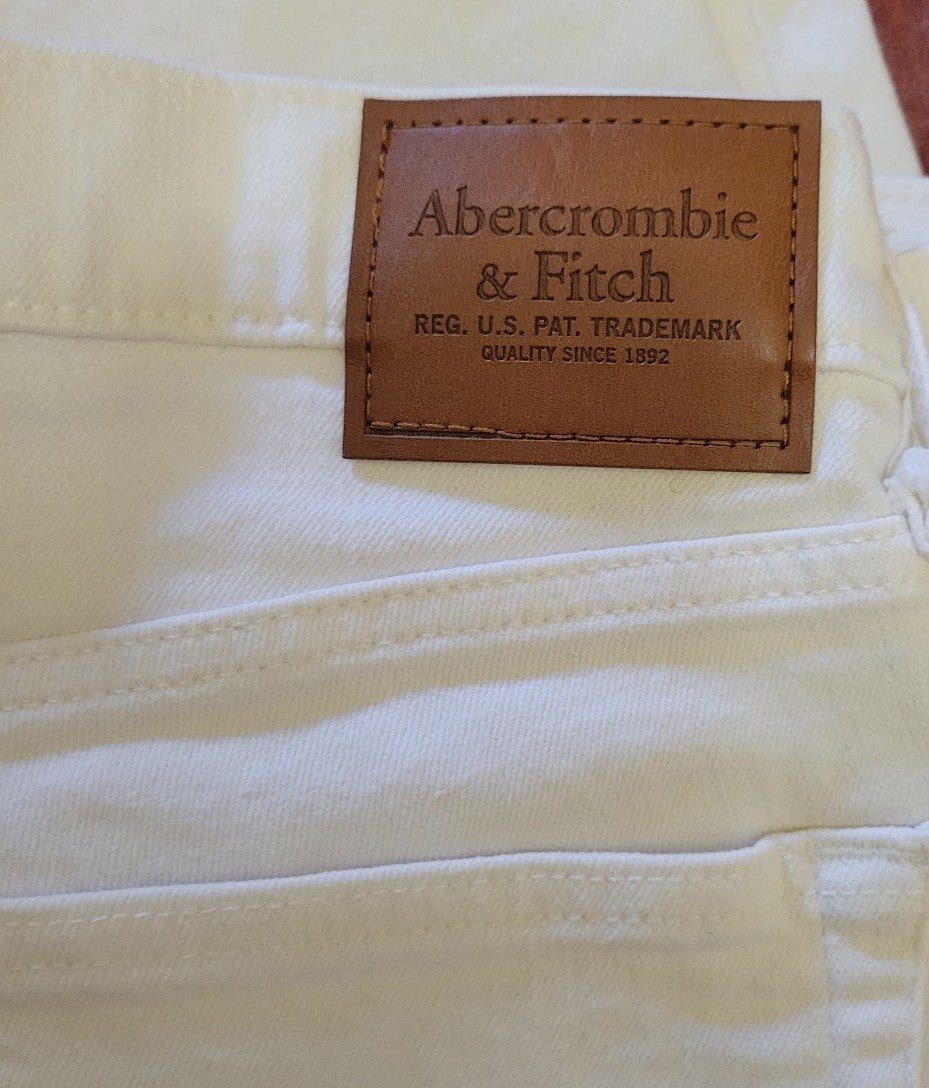 Abercrombie
& Fitch
REG. U.S. PAT. TRADEMARK
QUALITY SINCE 1892